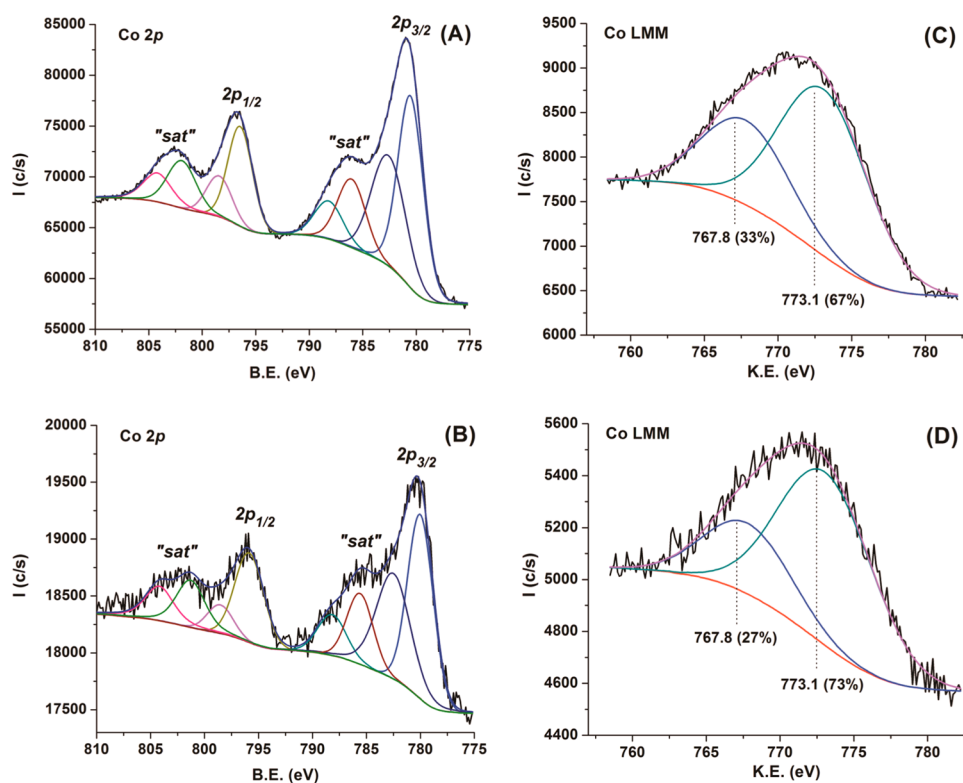 Co 2p
(A)
2p3/2
2p1/2
"sat"
"sat"
85000
80000
75000
70000
65000
60000
55000
I (c/s)
810 805 800 795 790 785 780 775
B.E. (eV)
Co LMM
(C)
9500
9000
8500
8000
7500
7000
6500
6000
I (c/s)
767.8 (33%)
773.1 (67%)
760 765 770 775 780
K.E. (eV)
Co 2p
(B)
2p3/2
2p1/2
"sat"
"sat"
20000
19500
19000
18500
18000
17500
I (c/s)
810 805 800 795 790 785 780 775
B.E. (eV)
Co LMM
(D)
5600
5400
5200
5000
4800
4600
4400
I (c/s)
767.8 (27%)
773.1 (73%)
760 765 770 775 780
K.E. (eV)